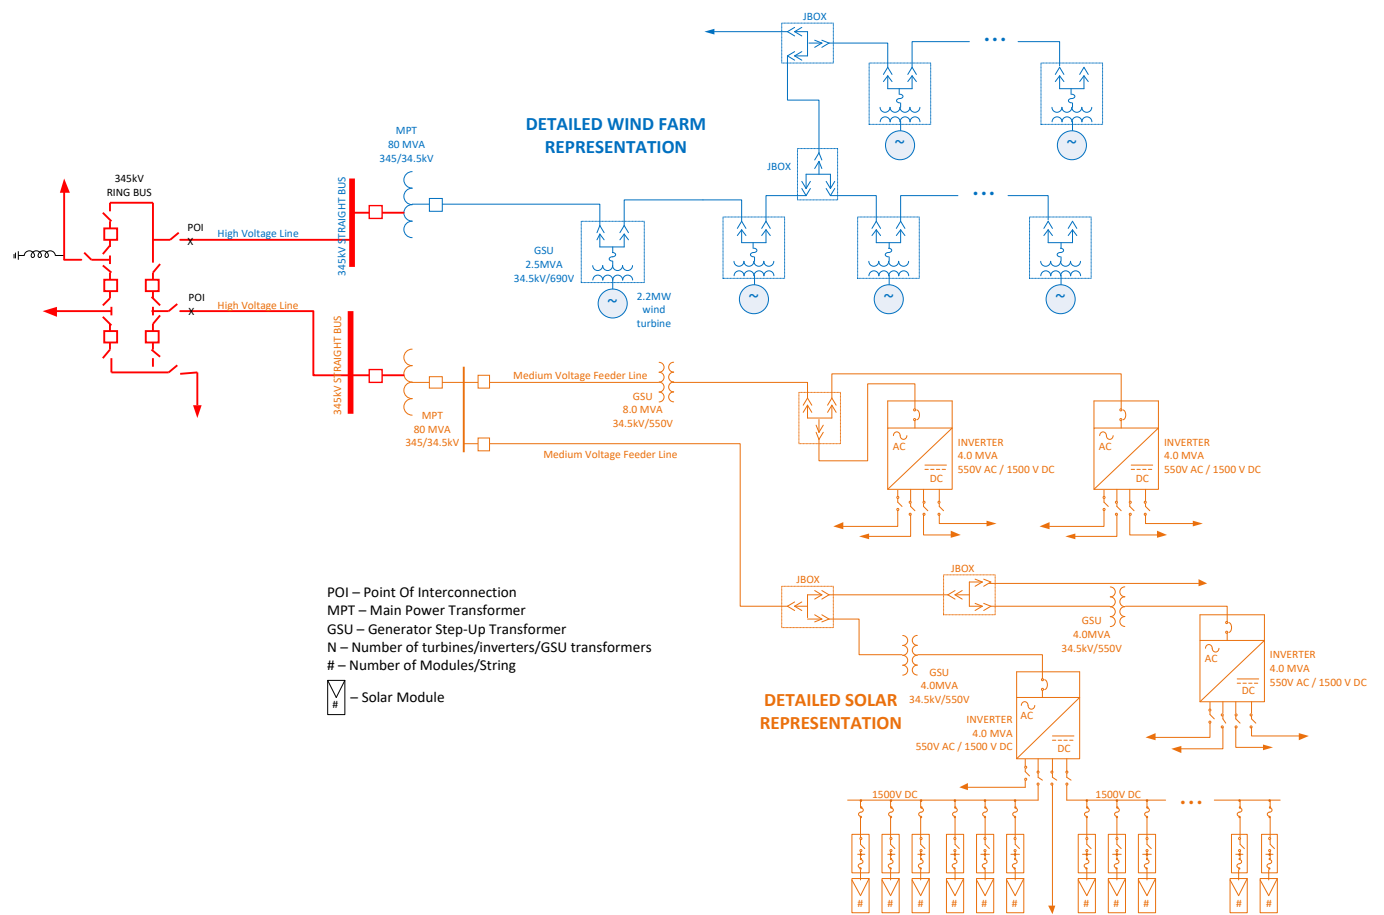 JBOX
DETAILED WIND FARM
REPRESENTATION
MPT
80 MVA
345/34.5kV
JBOX
345kV
RING BUS
POI
X
High Voltage Line
345kV STRAIGHT BUS
GSU
2.5MVA
34.5kV/690V
2.2MW
wind
turbine
~
~
~
~
~
~
POI
X
High Voltage Line
345kV STRAIGHT BUS
MPT
80 MVA
345/34.5kV
Medium Voltage Feeder Line
GSU
8.0 MVA
34.5kV/550V
Medium Voltage Feeder Line
AC
DC
INVERTER
4.0 MVA
550V AC / 1500 V DC
AC
DC
INVERTER
4.0 MVA
550V AC / 1500 V DC
JBOX
JBOX
GSU
4.0MVA
34.5kV/550V
AC
DC
INVERTER
4.0 MVA
550V AC / 1500 V DC
GSU
4.0MVA
34.5kV/550V
DETAILED SOLAR
REPRESENTATION
INVERTER
4.0 MVA
550V AC / 1500 V DC
AC
DC
1500V DC
1500V DC
# # # # # # # # # # #
POI – Point Of Interconnection
MPT – Main Power Transformer
GSU – Generator Step-Up Transformer
N – Number of turbines/inverters/GSU transformers
# – Number of Modules/String
# – Solar Module